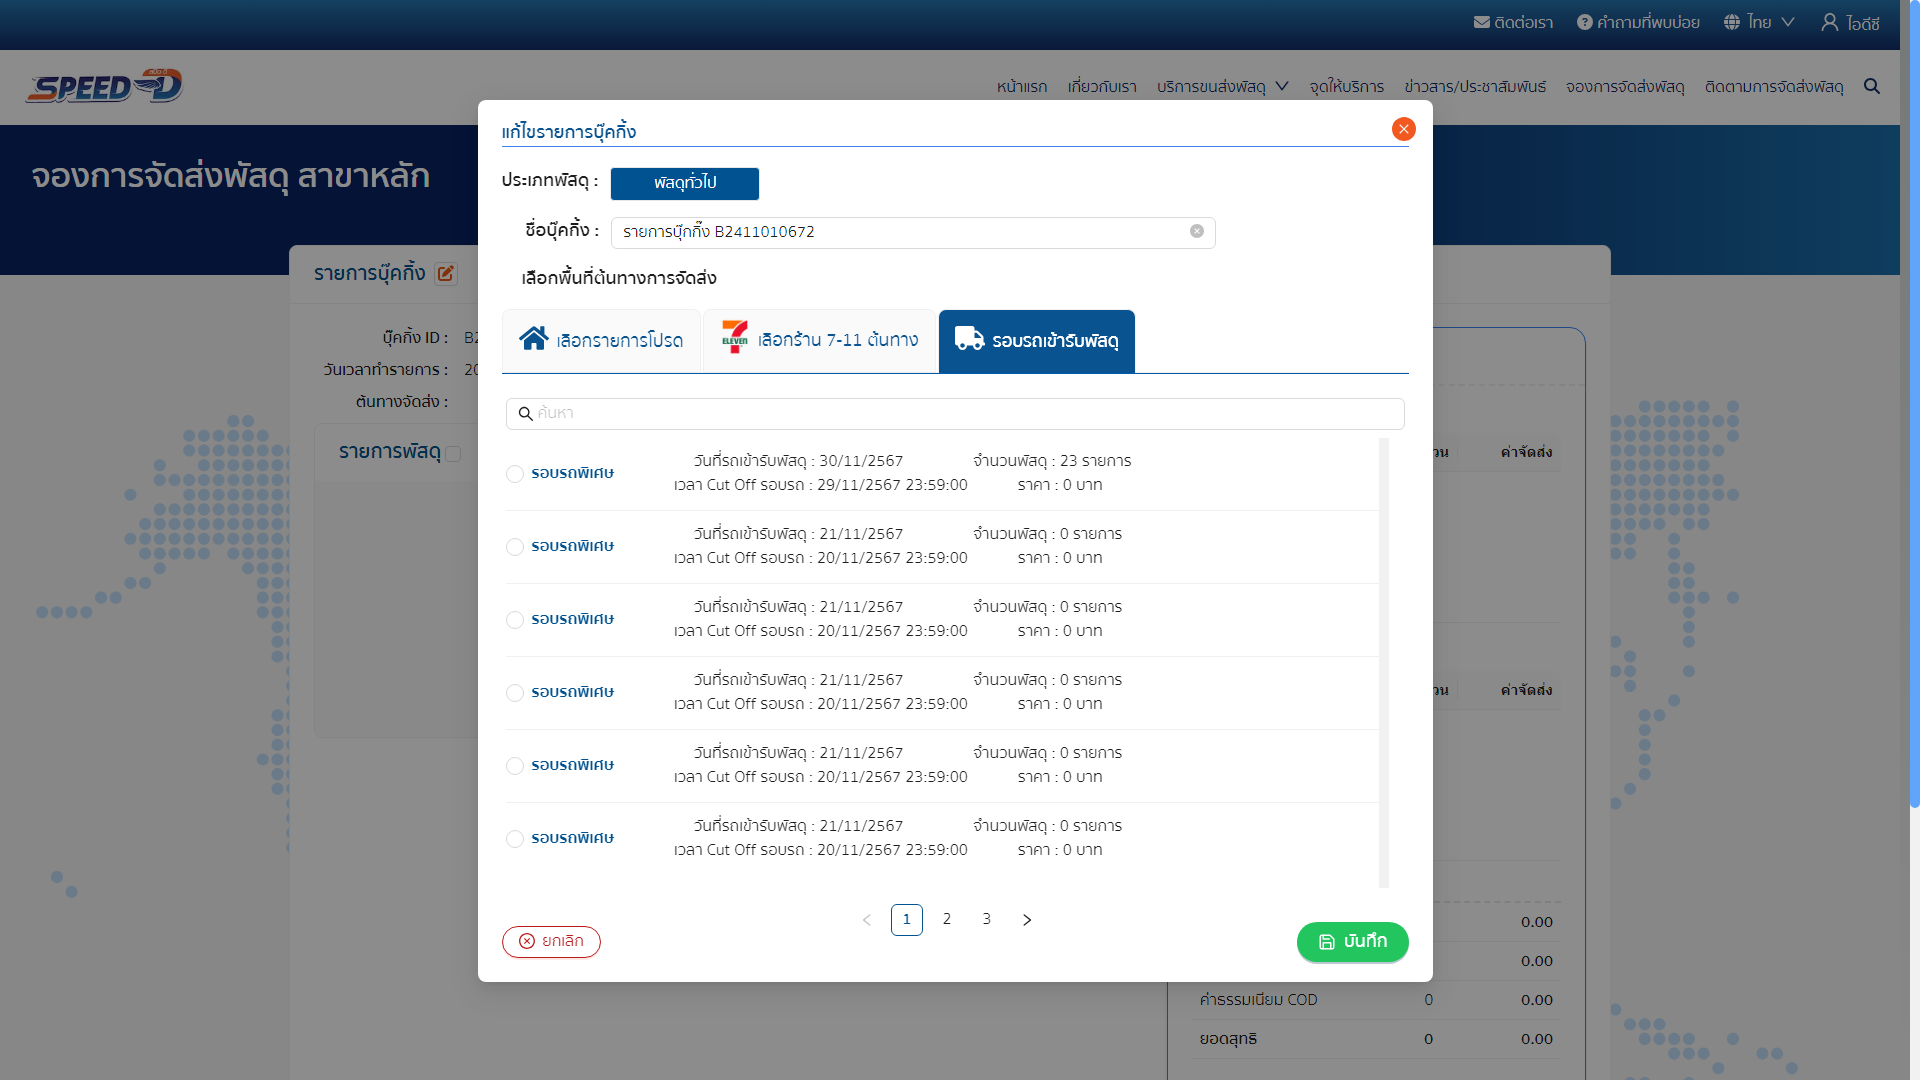 ติดต่อเรา คำถามที่พบบ่อย ไทย ไอดีซี
SPEED-D
หน้าแรก เกี่ยวกับเรา บริการขนส่งพัสดุ จุดให้บริการ ข่าวสาร/ประชาสัมพันธ์ จองการจัดส่งพัสดุ ติดตามการจัดส่งพัสดุ
จองการจัดส่งพัสดุ สาขาหลัก
รายการบุ๊คกิ้ง
บุ๊คกิ้ง ID :
วันเวลาทำรายการ :
ต้นทางจัดส่ง :
รายการพัสดุ
แก้ไขรายการบุ๊คกิ้ง
ประเภทพัสดุ : พัสดุทั่วไป
ชื่อบุ๊คกิ้ง : รายการบุ๊กกิ๊ง B2411010672
เลือกพื้นที่ต้นทางการจัดส่ง
เลือกรายการโปรด
ELEVEN เลือกร้าน 7-11 ต้นทาง
รอบรถเข้ารับพัสดุ
ค้นหา
รอบรถพิเศษ วันที่รถเข้ารับพัสดุ : 30/11/2567 จำนวนพัสดุ : 23 รายการ
เวลา Cut Off รอบรถ : 29/11/2567 23:59:00 ราคา : 0 บาท
รอบรถพิเศษ วันที่รถเข้ารับพัสดุ : 21/11/2567 จำนวนพัสดุ : 0 รายการ
เวลา Cut Off รอบรถ : 20/11/2567 23:59:00 ราคา : 0 บาท
รอบรถพิเศษ วันที่รถเข้ารับพัสดุ : 21/11/2567 จำนวนพัสดุ : 0 รายการ
เวลา Cut Off รอบรถ : 20/11/2567 23:59:00 ราคา : 0 บาท
รอบรถพิเศษ วันที่รถเข้ารับพัสดุ : 21/11/2567 จำนวนพัสดุ : 0 รายการ
เวลา Cut Off รอบรถ : 20/11/2567 23:59:00 ราคา : 0 บาท
รอบรถพิเศษ วันที่รถเข้ารับพัสดุ : 21/11/2567 จำนวนพัสดุ : 0 รายการ
เวลา Cut Off รอบรถ : 20/11/2567 23:59:00 ราคา : 0 บาท
รอบรถพิเศษ วันที่รถเข้ารับพัสดุ : 21/11/2567 จำนวนพัสดุ : 0 รายการ
เวลา Cut Off รอบรถ : 20/11/2567 23:59:00 ราคา : 0 บาท
1 2 3
ยกเลิก
บันทึก
ค่าจัดส่ง
ค่าจัดส่ง
0.00
0.00
ค่าธรรมเนียม COD 0 0.00
ยอดสุทธิ 0 0.00